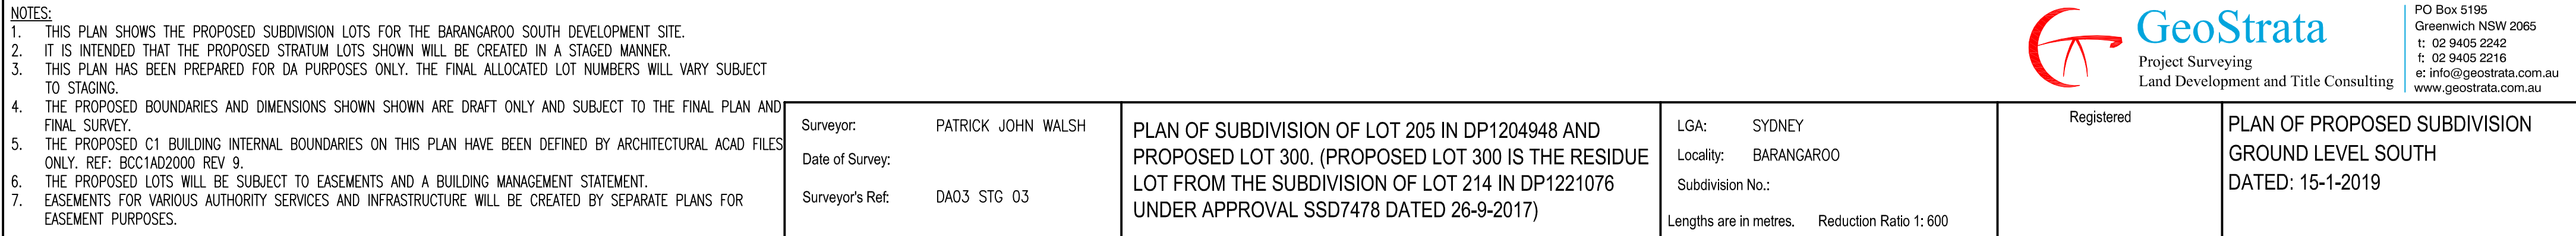 NOTES:
1. THIS PLAN SHOWS THE PROPOSED SUBDIVISION LOTS FOR THE BARANGAROO SOUTH DEVELOPMENT SITE.
2. IT IS INTENDED THAT THE PROPOSED STRATUM LOTS SHOWN WILL BE CREATED IN A STAGED MANNER.
3. THIS PLAN HAS BEEN PREPARED FOR DA PURPOSES ONLY. THE FINAL ALLOCATED LOT NUMBERS WILL VARY SUBJECT
TO STAGING.
4. THE PROPOSED BOUNDARIES AND DIMENSIONS SHOWN SHOWN ARE DRAFT ONLY AND SUBJECT TO THE FINAL PLAN AND
FINAL SURVEY.
5. THE PROPOSED C1 BUILDING INTERNAL BOUNDARIES ON THIS PLAN HAVE BEEN DEFINED BY ARCHITECTURAL ACAD FILES
ONLY. REF: BCC1AD2000 REV 9.
6. THE PROPOSED LOTS WILL BE SUBJECT TO EASEMENTS AND A BUILDING MANAGEMENT STATEMENT.
7. EASEMENTS FOR VARIOUS AUTHORITY SERVICES AND INFRASTRUCTURE WILL BE CREATED BY SEPARATE PLANS FOR
EASEMENT PURPOSES.
GeoStrata
Project Surveying
Land Development and Title Consulting
PO Box 5195
Greenwich NSW 2065
t: 02 9405 2242
f: 02 9405 2216
e: info@geostrata.com.au
www.geostrata.com.au
Surveyor: PATRICK JOHN WALSH
Date of Survey:
Surveyor's Ref: DA03 STG 03
PLAN OF SUBDIVISION OF LOT 205 IN DP1204948 AND
PROPOSED LOT 300. (PROPOSED LOT 300 IS THE RESIDUE
LOT FROM THE SUBDIVISION OF LOT 214 IN DP1221076
UNDER APPROVAL SSD7478 DATED 26-9-2017)
LGA: SYDNEY
Locality: BARANGAROO
Subdivision No.:
Lengths are in metres. Reduction Ratio 1: 600
Registered
PLAN OF PROPOSED SUBDIVISION
GROUND LEVEL SOUTH
DATED: 15-1-2019